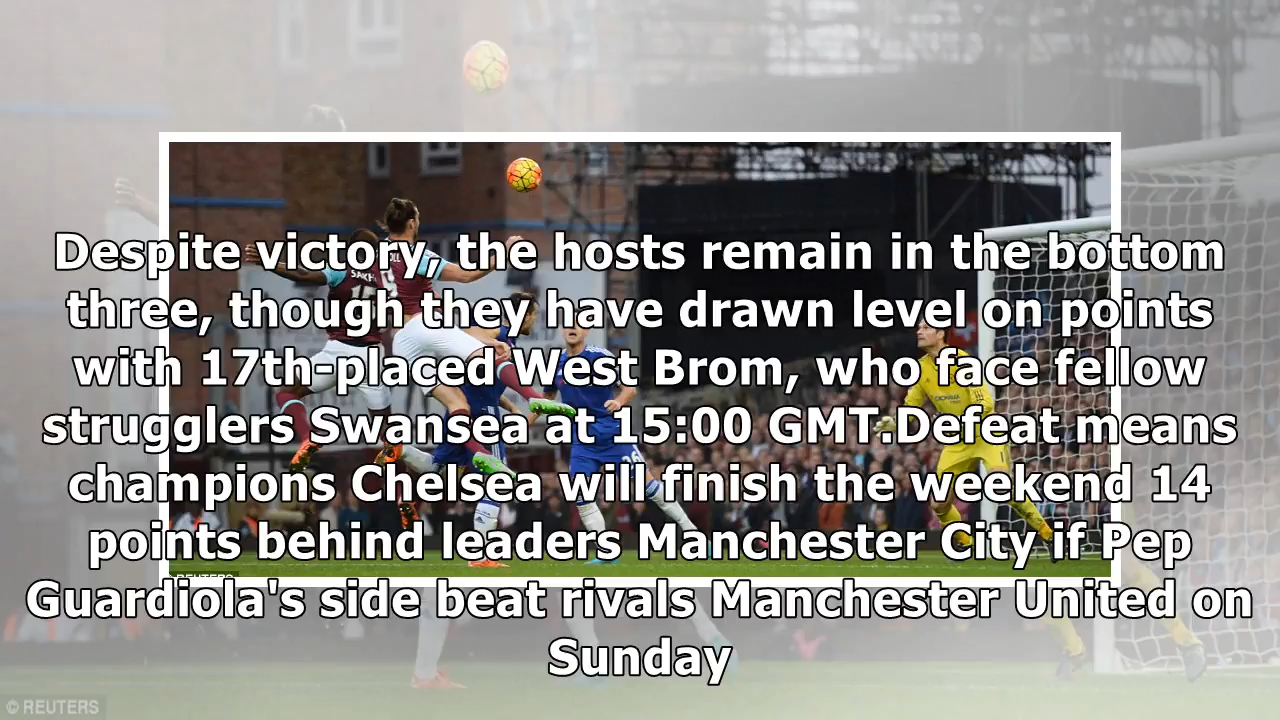 Despite victory, the hosts remain in the bottom
three, though they have drawn level on points
with 17th-placed West Brom, who face fellow
strugglers Swansea at 15:00 GMT.Defeat means
champions Chelsea will finish the weekend 14
points behind leaders Manchester City if Pep
Guardiola's side beat rivals Manchester United on
Sunday
© REUTERS